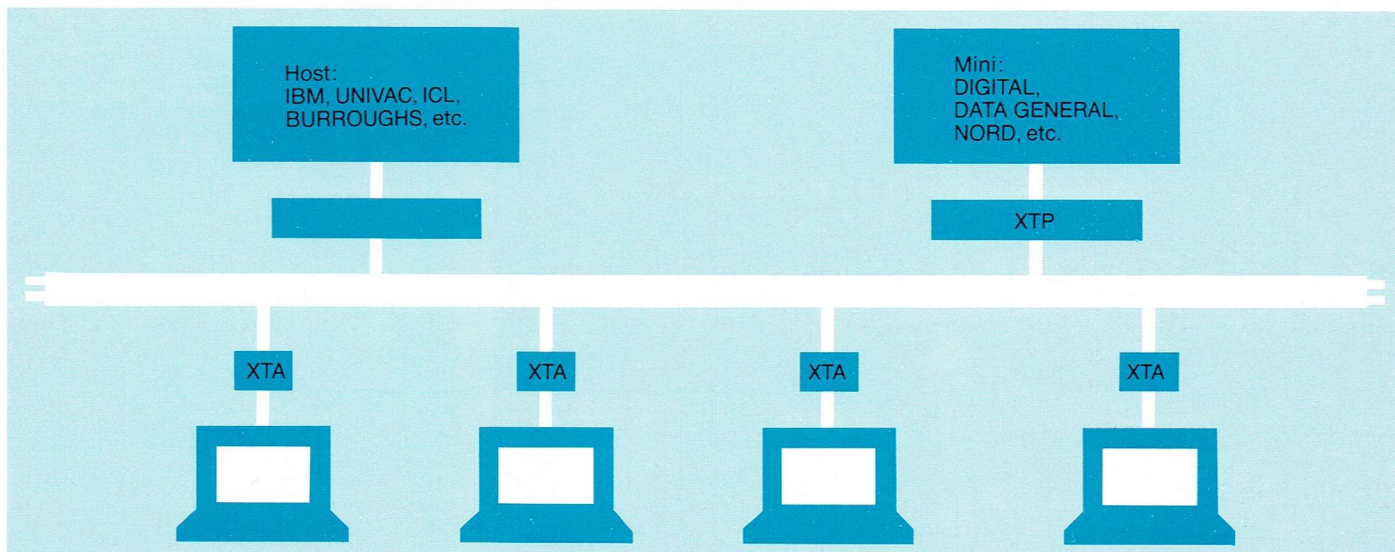 Host:
IBM, UNIVAC, ICL,
BURROUGHS, etc.
Mini:
DIGITAL,
DATA GENERAL,
NORD, etc.
XTP
XTA
XTA
XTA
XTA